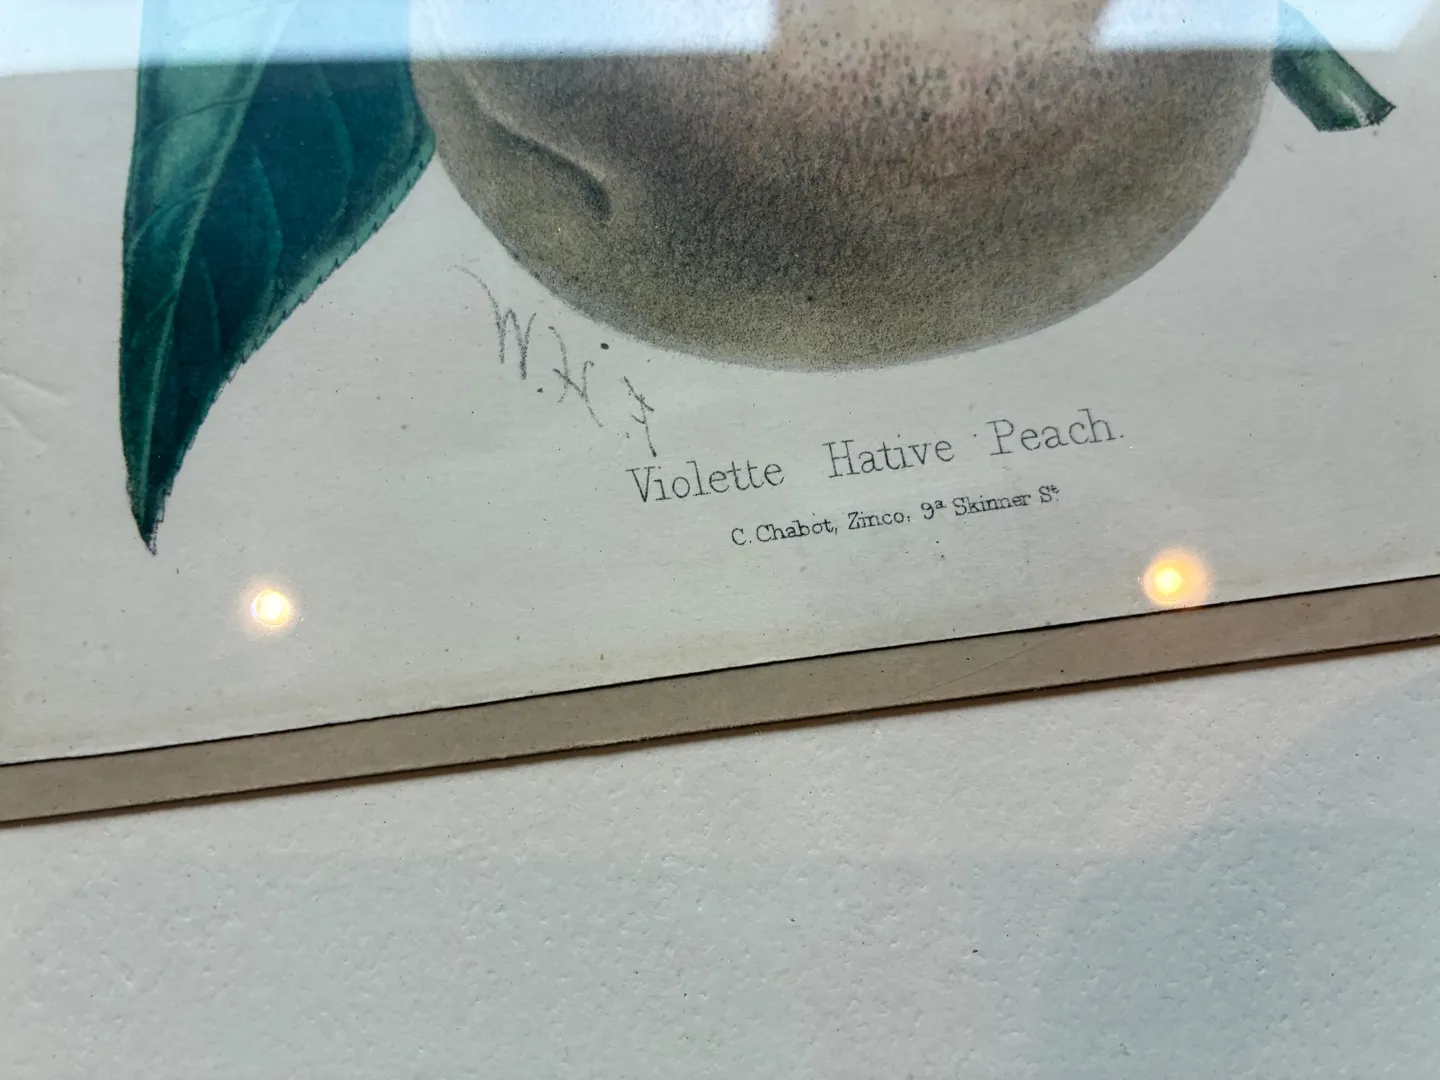 W. H. f.
Violette Hative Peach.
C. Chabot, Zinco, 9ª Skinner Sᵗ